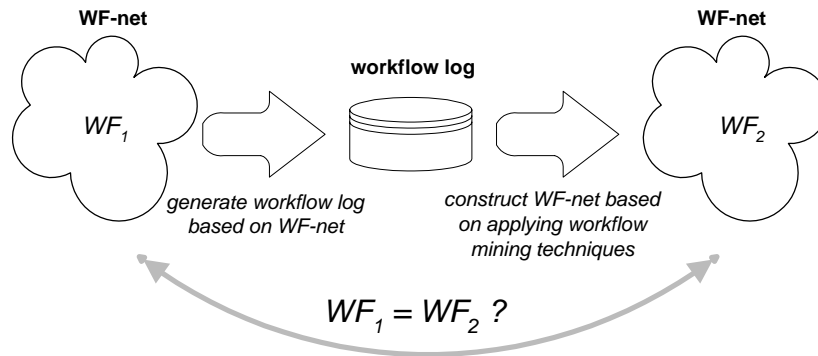 WF-net
WF-net
workflow log
WF₁
WF₂
generate workflow log
based on WF-net
construct WF-net based
on applying workflow
mining techniques
WF₁ = WF₂ ?